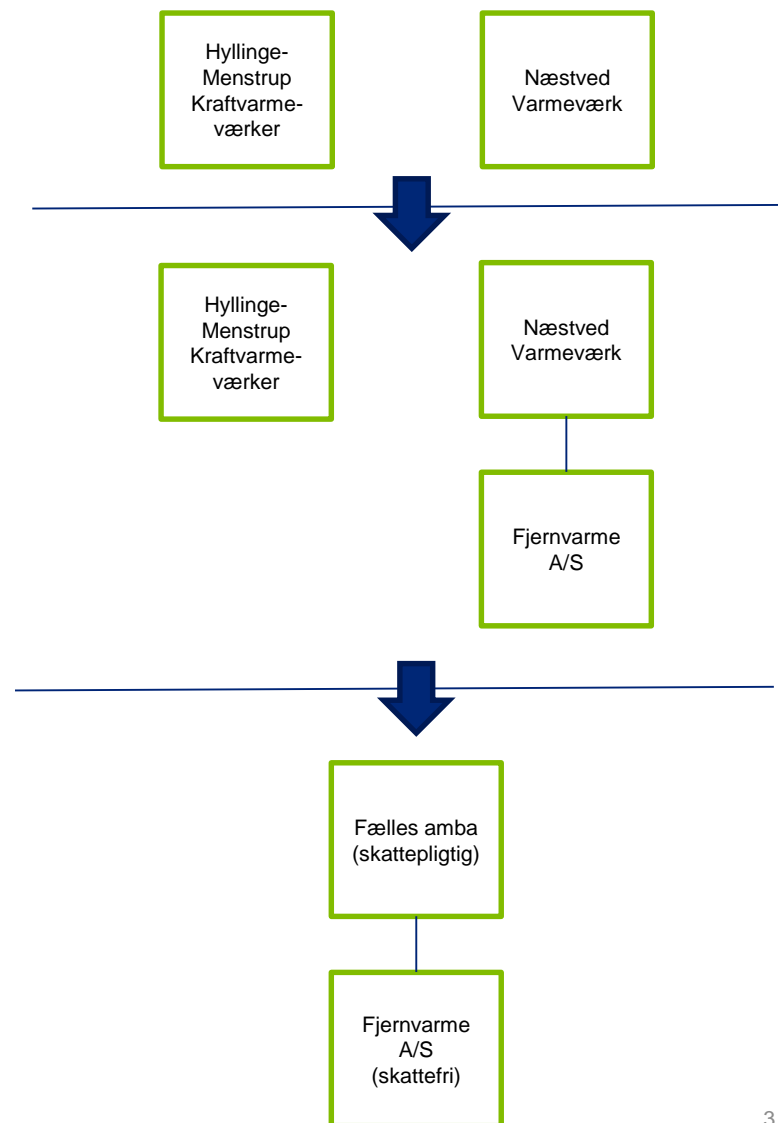 Hyllinge-
Menstrup
Kraftvarme-
værker
Næstved
Varmeværk
Hyllinge-
Menstrup
Kraftvarme-
værker
Næstved
Varmeværk
Fjernvarme
A/S
Fælles amba
(skattepligtig)
Fjernvarme
A/S
(skattefri)
3